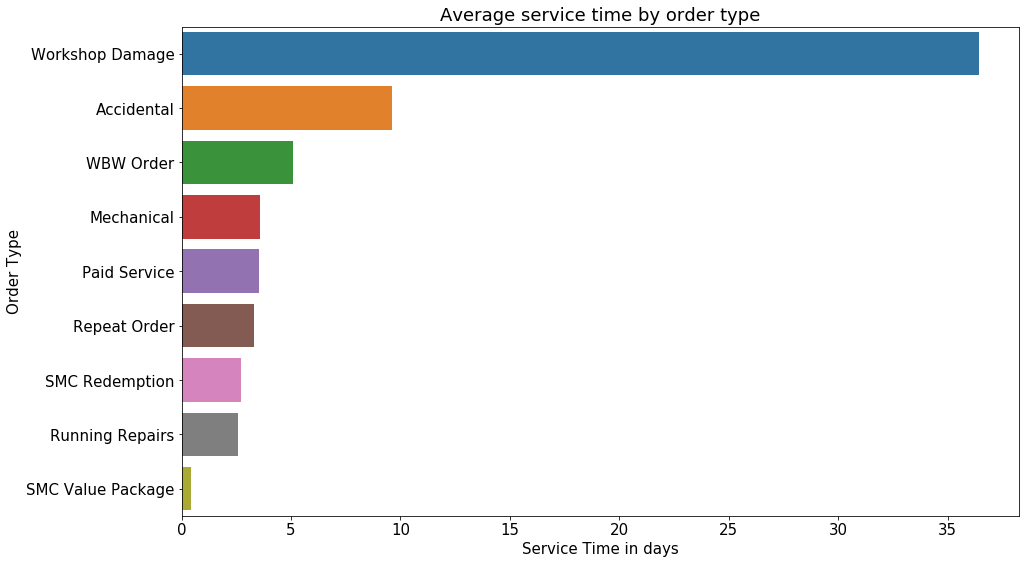 Average service time by order type
Order Type
Workshop Damage
Accidental
WBW Order
Mechanical
Paid Service
Repeat Order
SMC Redemption
Running Repairs
SMC Value Package
0 5 10 15 20 25 30 35
Service Time in days